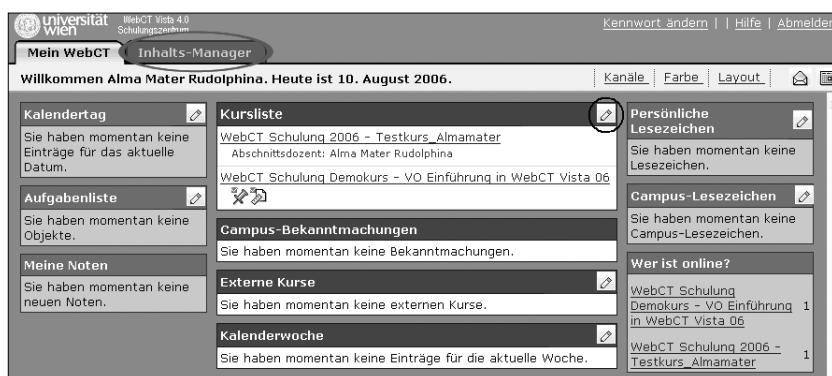 universität wien
WebCT Vista 4.0
Schulungszentrum
Kennwort ändern | | Hilfe | Abmelden
Mein WebCT
Inhalts-Manager
Willkommen Alma Mater Rudolphina. Heute ist 10. August 2006.
Kanäle | Farbe | Layout
Kalendertag
Sie haben momentan keine
Einträge für das aktuelle
Datum.
Aufgabenliste
Sie haben momentan keine
Objekte.
Meine Noten
Sie haben momentan keine
neuen Noten.
Kursliste
WebCT Schulung 2006 - Testkurs_Almamater
Abschnittsdozent: Alma Mater Rudolphina
WebCT Schulung Demokurs - VO Einführung in WebCT Vista 06
Campus-Bekanntmachungen
Sie haben momentan keine Bekanntmachungen.
Externe Kurse
Sie haben momentan keine externen Kurse.
Kalenderwoche
Sie haben momentan keine Einträge für die aktuelle Woche.
Persönliche
Lesezeichen
Sie haben momentan keine
Lesezeichen.
Campus-Lesezeichen
Sie haben momentan keine
Campus-Lesezeichen.
Wer ist online?
WebCT Schulung
Demokurs - VO Einführung 1
in WebCT Vista 06
WebCT Schulung 2006 -
Testkurs_Almamater 1